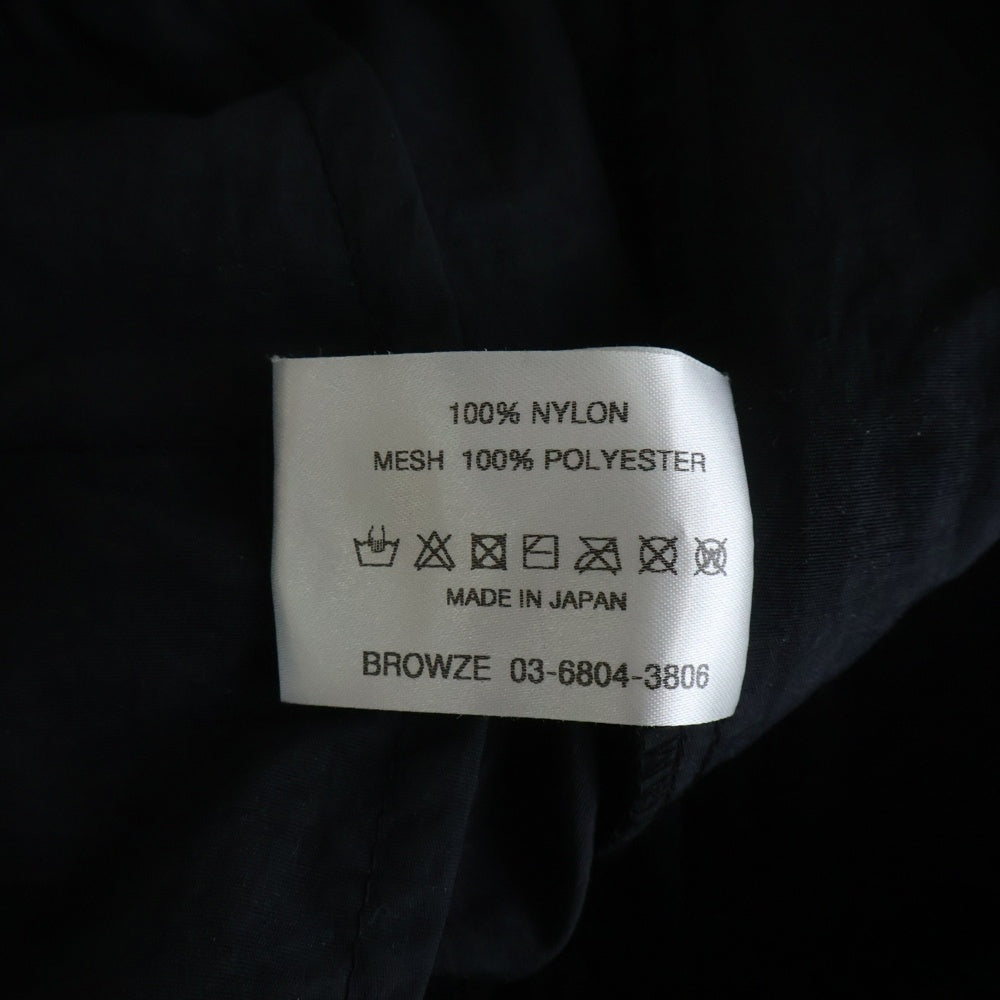 100% NYLON
MESH 100% POLYESTER
W
MADE IN JAPAN
BROWZE 03-6804-3806